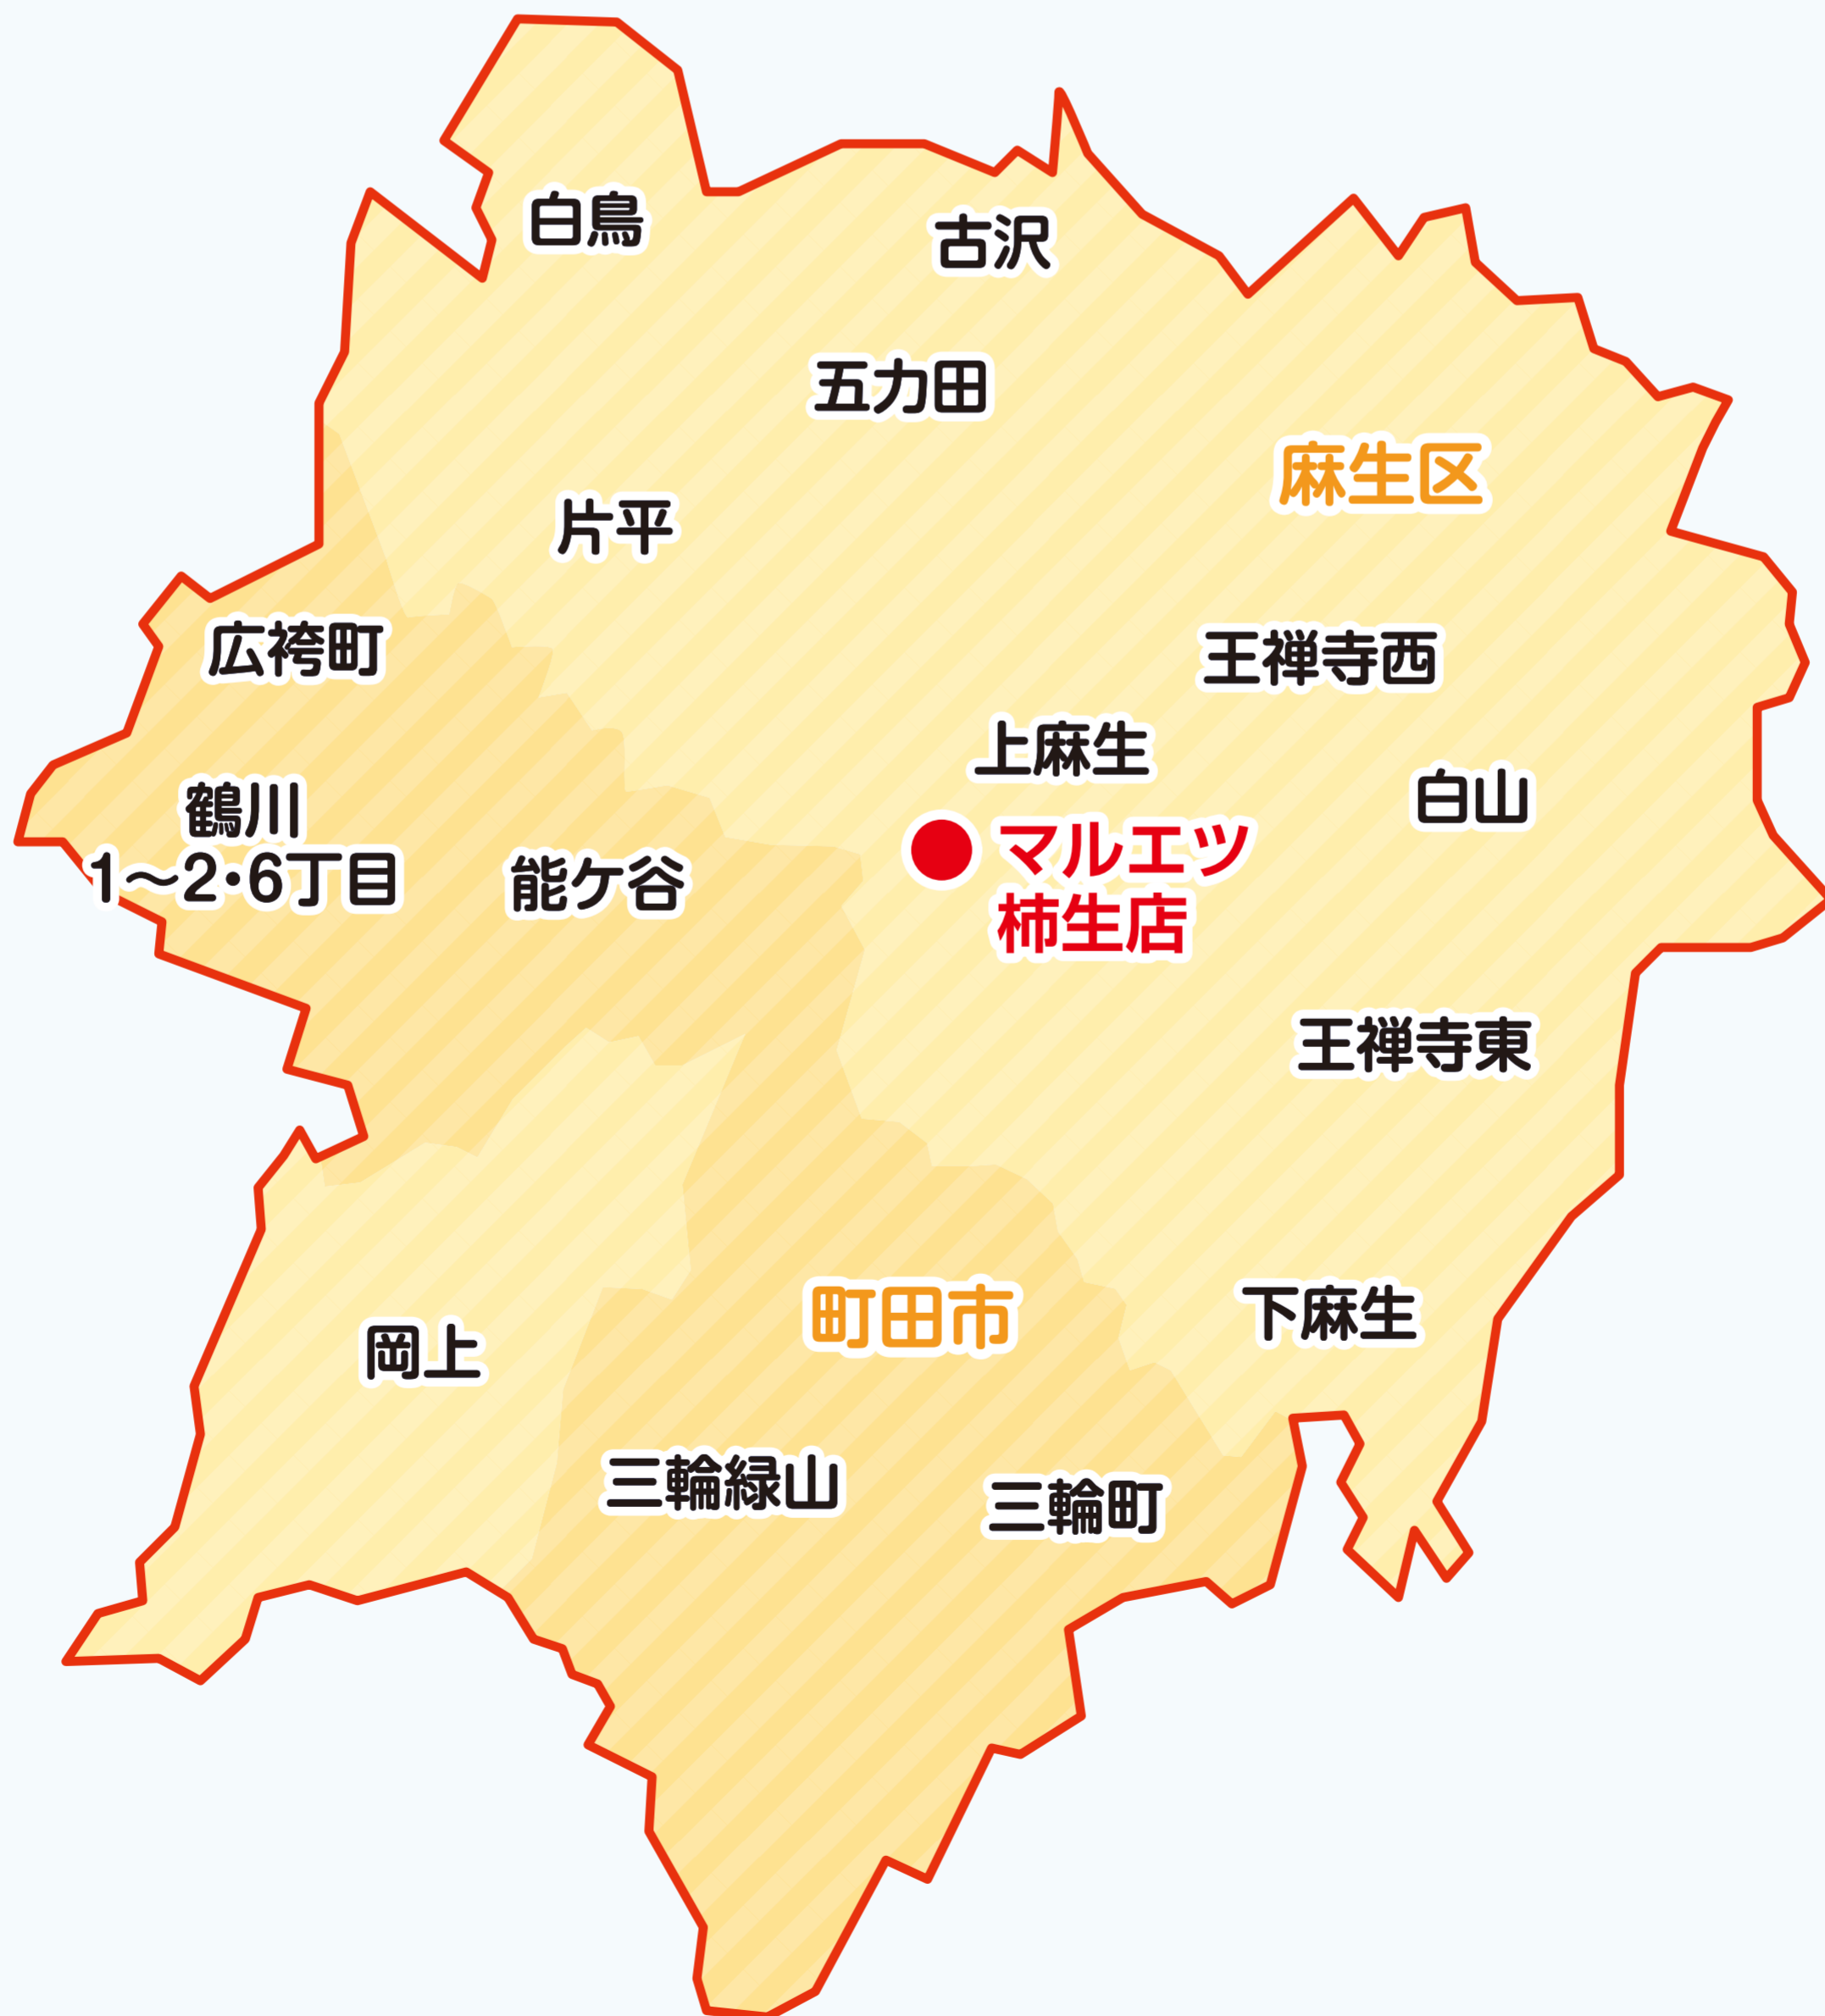 白鳥
古沢
五力田
麻生区
片平
広袴町
王禅寺西
上麻生
白山
鶴川
1〜2・6丁目
能ケ谷
マルエツ
柿生店
王禅寺東
町田市
下麻生
岡上
三輪緑山
三輪町